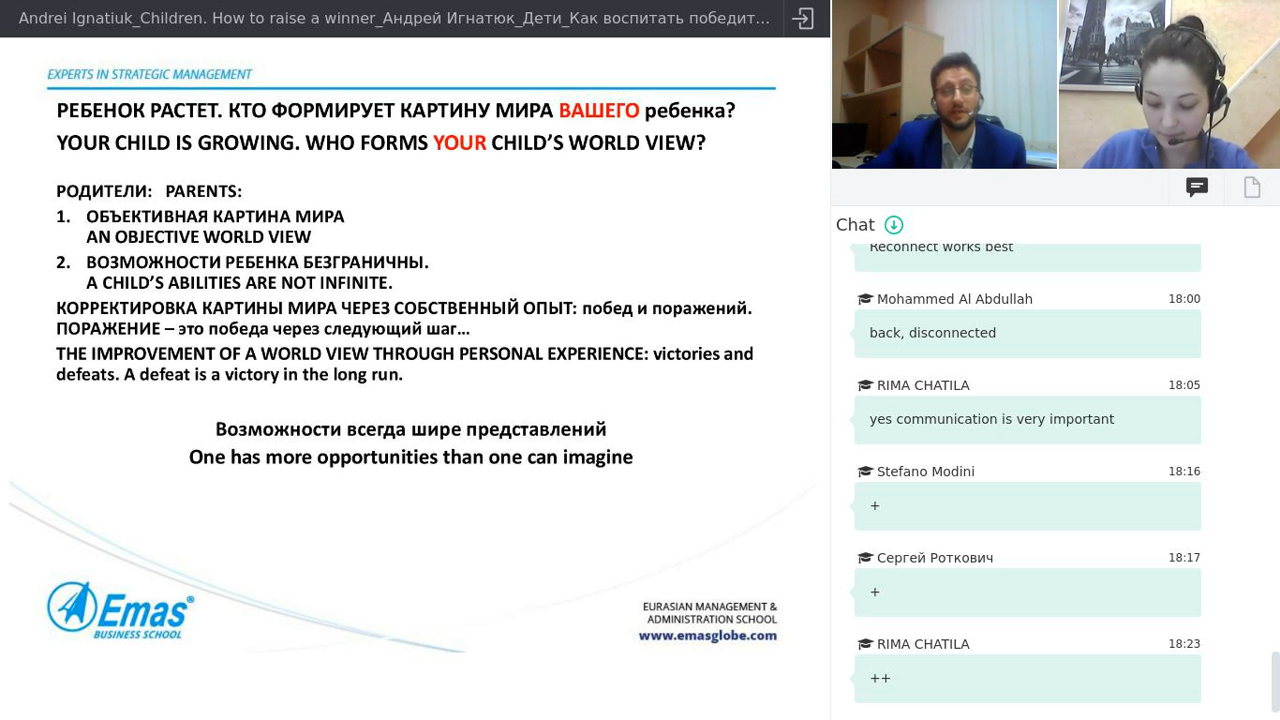 Andrei Ignatiuk_Children. How to raise a winner_Андрей Игнатюк_Дети_Как воспитать победит...
EXPERTS IN STRATEGIC MANAGEMENT
РЕБЕНОК РАСТЕТ. КТО ФОРМИРУЕТ КАРТИНУ МИРА ВАШЕГО ребенка?
YOUR CHILD IS GROWING. WHO FORMS YOUR CHILD'S WORLD VIEW?
РОДИТЕЛИ: PARENTS:
1. ОБЪЕКТИВНАЯ КАРТИНА МИРА
AN OBJECTIVE WORLD VIEW
2. ВОЗМОЖНОСТИ РЕБЕНКА БЕЗГРАНИЧНЫ.
A CHILD'S ABILITIES ARE NOT INFINITE.
КОРРЕКТИРОВКА КАРТИНЫ МИРА ЧЕРЕЗ СОБСТВЕННЫЙ ОПЫТ: побед и поражений.
ПОРАЖЕНИЕ – это победа через следующий шаг...
THE IMPROVEMENT OF A WORLD VIEW THROUGH PERSONAL EXPERIENCE: victories and
defeats. A defeat is a victory in the long run.
Возможности всегда шире представлений
One has more opportunities than one can imagine
Emas®
BUSINESS SCHOOL
EURASIAN MANAGEMENT &
ADMINISTRATION SCHOOL
www.emasglobe.com
Chat
Reconnect works best
Mohammed Al Abdullah 18:00
back, disconnected
RIMA CHATILA 18:05
yes communication is very important
Stefano Modini 18:16
+
Сергей Роткович 18:17
+
RIMA CHATILA 18:23
++